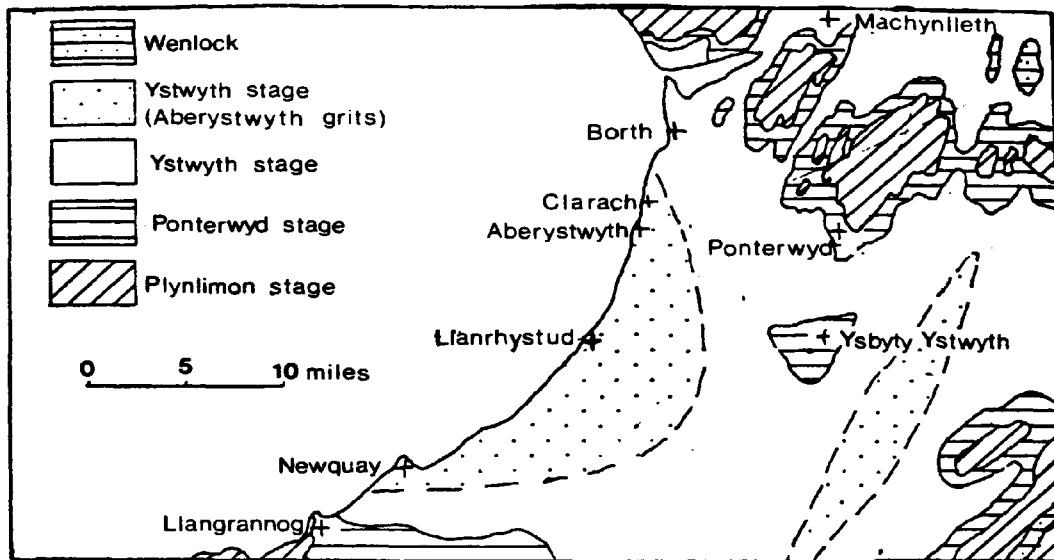 Wenlock
Ystwyth stage
(Aberystwyth grits)
Ystwyth stage
Ponterwyd stage
Plynlimon stage
0 5 10 miles
Machynlleth
Borth
Clarach
Aberystwyth
Ponterwyd
Llanrhystud
Ysbyty Ystwyth
Newquay
Llangrannog